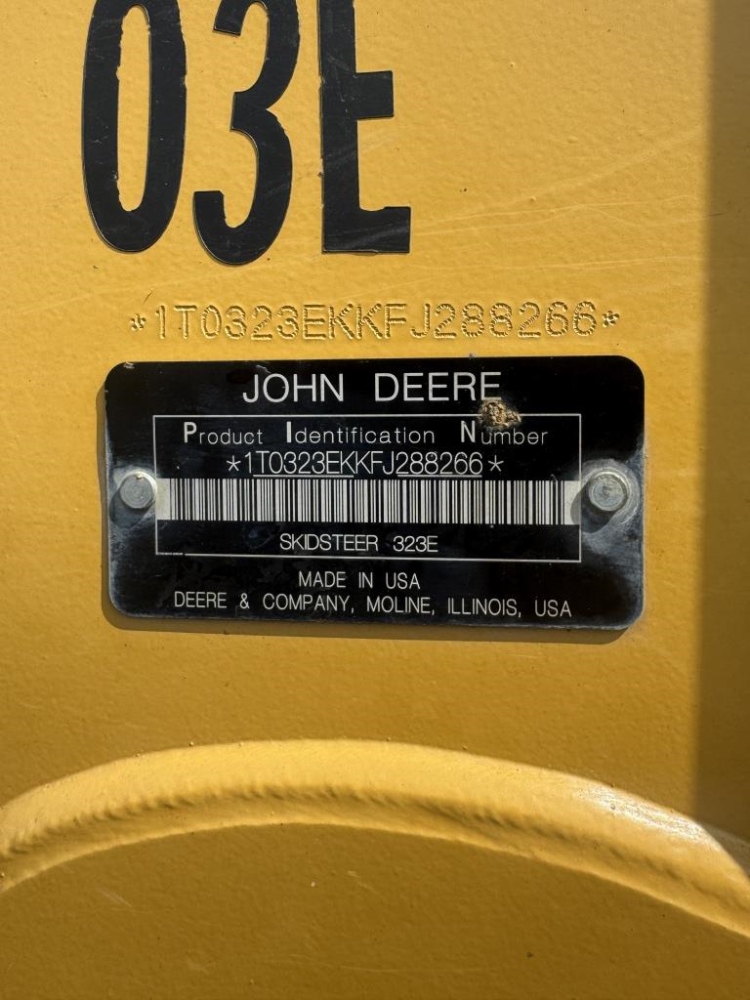 03E
*1T0323EKKFJ288266*
JOHN DEERE
Product Identification Number
*1T0323EKKFJ288266*
SKIDSTEER 323E
MADE IN USA
DEERE & COMPANY, MOLINE, ILLINOIS, USA